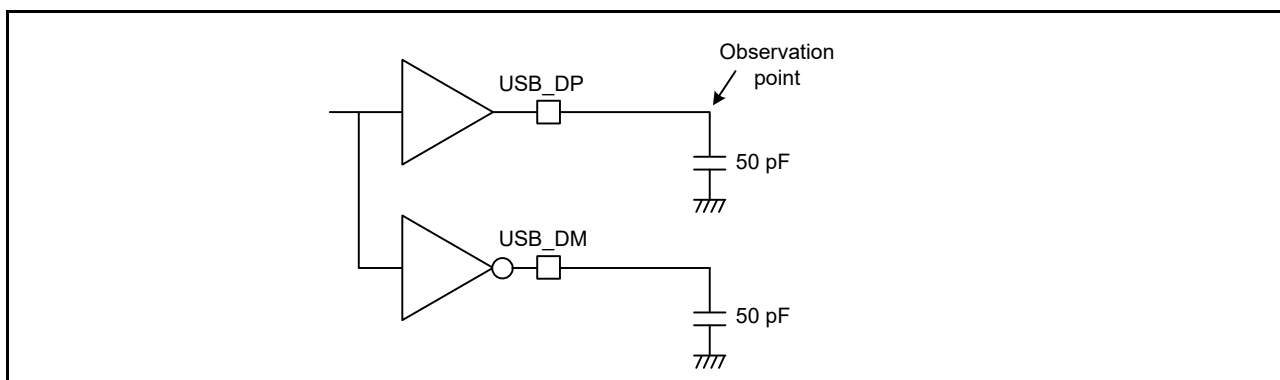 Observation
point
USB_DP
50 pF
USB_DM
50 pF